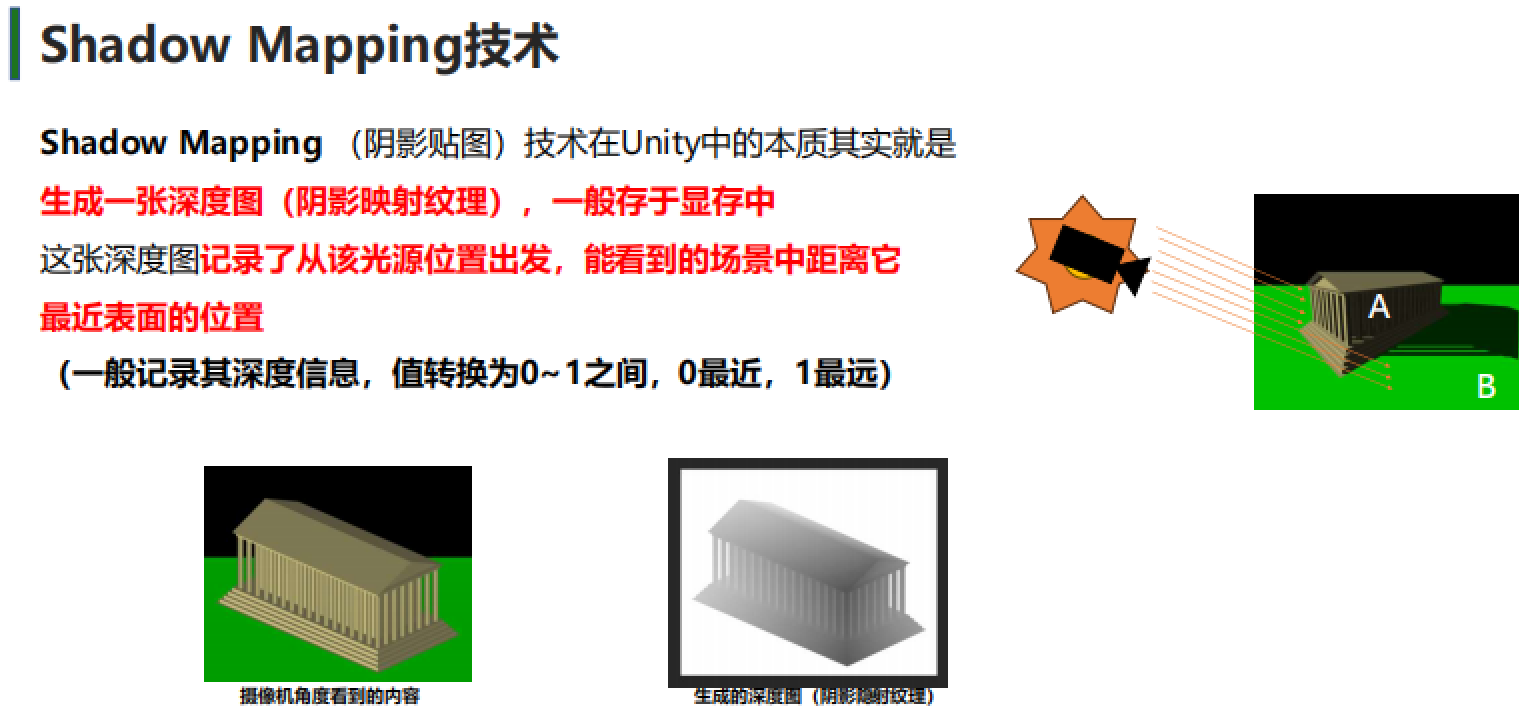 Shadow Mapping技术
Shadow Mapping （阴影贴图）技术在Unity中的本质其实就是
生成一张深度图（阴影映射纹理），一般存于显存中
这张深度图记录了从该光源位置出发，能看到的场景中距离它
最近表面的位置
（一般记录其深度信息，值转换为0~1之间，0最近，1最远）
A
B
摄像机角度看到的内容
生成的深度图（阴影映射纹理）